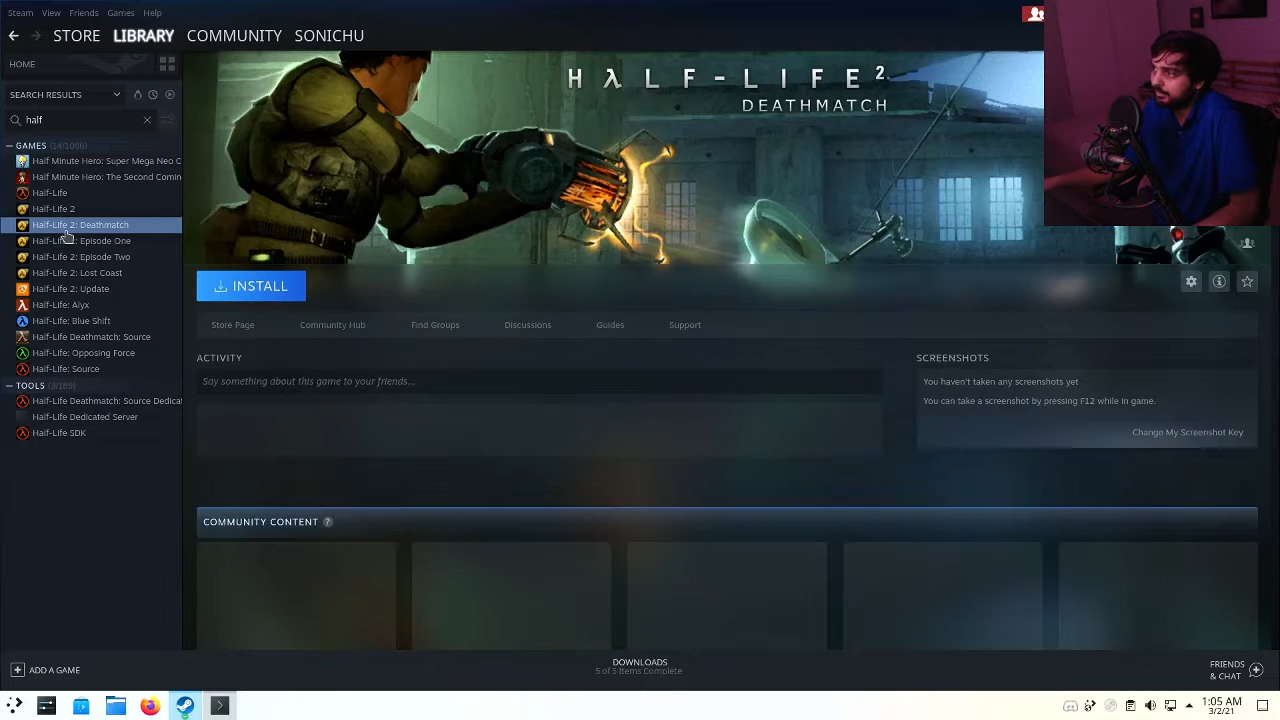 Steam View Friends Games Help
STORE LIBRARY COMMUNITY SONICHU
HOME
SEARCH RESULTS
half
GAMES (14/1006)
Half Minute Hero: Super Mega Neo C
Half Minute Hero: The Second Comin
Half-Life
Half-Life 2
Half-Life 2: Deathmatch
Half-Life 2: Episode One
Half-Life 2: Episode Two
Half-Life 2: Lost Coast
Half-Life 2: Update
Half-Life: Alyx
Half-Life: Blue Shift
Half-Life Deathmatch: Source
Half-Life: Opposing Force
Half-Life: Source
TOOLS (3/189)
Half-Life Deathmatch: Source Dedicat
Half-Life Dedicated Server
Half-Life SDK
HλLF-LIFE²
DEATHMATCH
INSTALL
Store Page Community Hub Find Groups Discussions Guides Support
ACTIVITY
Say something about this game to your friends...
SCREENSHOTS
You haven't taken any screenshots yet
You can take a screenshot by pressing F12 while in game.
Change My Screenshot Key
COMMUNITY CONTENT ?
ADD A GAME
DOWNLOADS
5 of 5 Items Complete
FRIENDS
& CHAT
1:05 AM
3/2/21